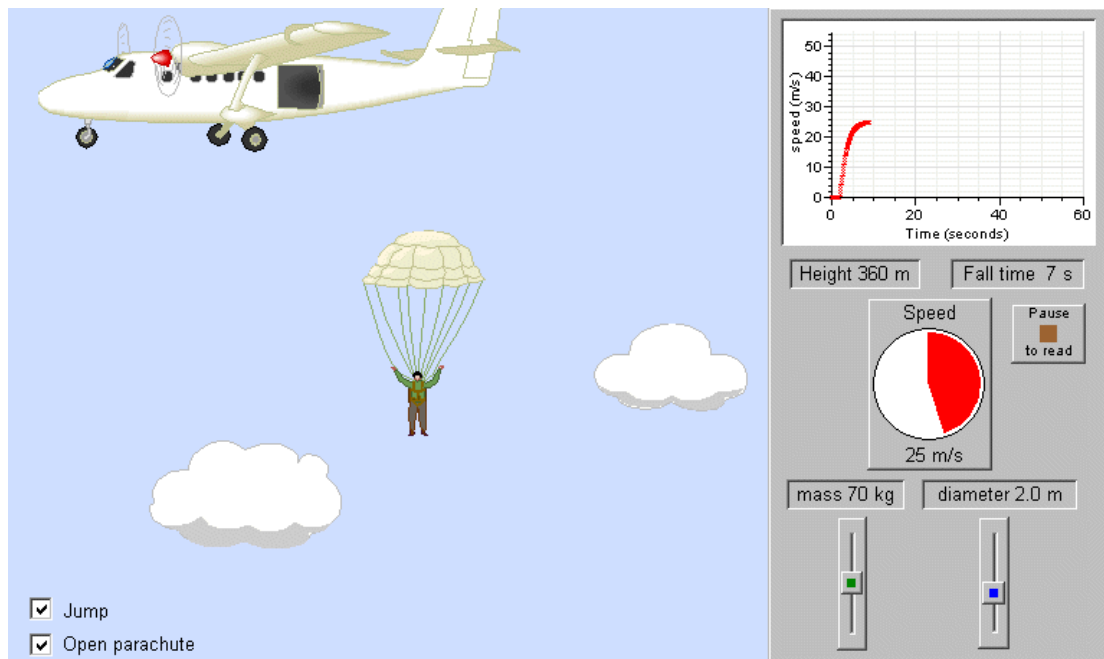 50
40
30
20
10
0
speed (m/s)
0 20 40 60
Time (seconds)
Height 360 m
Fall time 7 s
Speed
25 m/s
Pause
to read
mass 70 kg
diameter 2.0 m
Jump
Open parachute